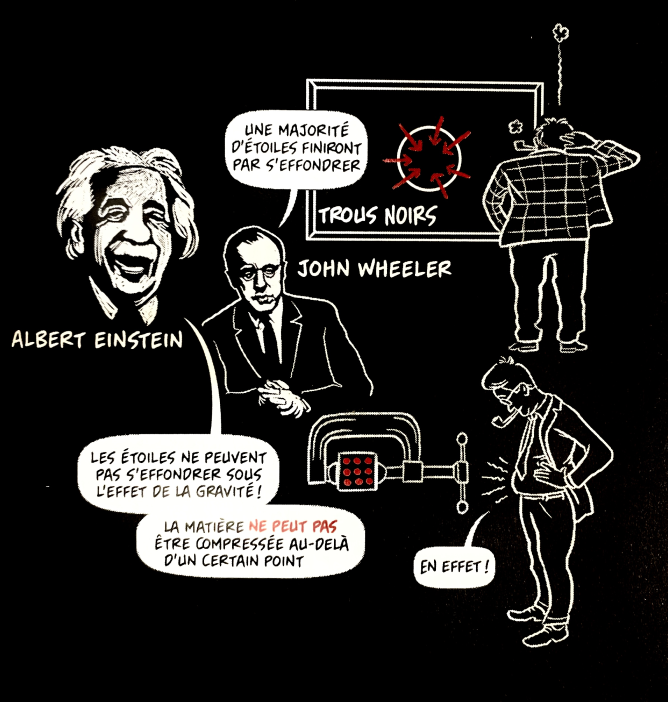 UNE MAJORITÉ
D'ÉTOILES FINIRONT
PAR S'EFFONDRER
TROUS NOIRS
JOHN WHEELER
ALBERT EINSTEIN
LES ÉTOILES NE PEUVENT
PAS S'EFFONDRER SOUS
L'EFFET DE LA GRAVITÉ !
LA MATIÈRE NE PEUT PAS
ÊTRE COMPRESSÉE AU-DELÀ
D'UN CERTAIN POINT
EN EFFET !